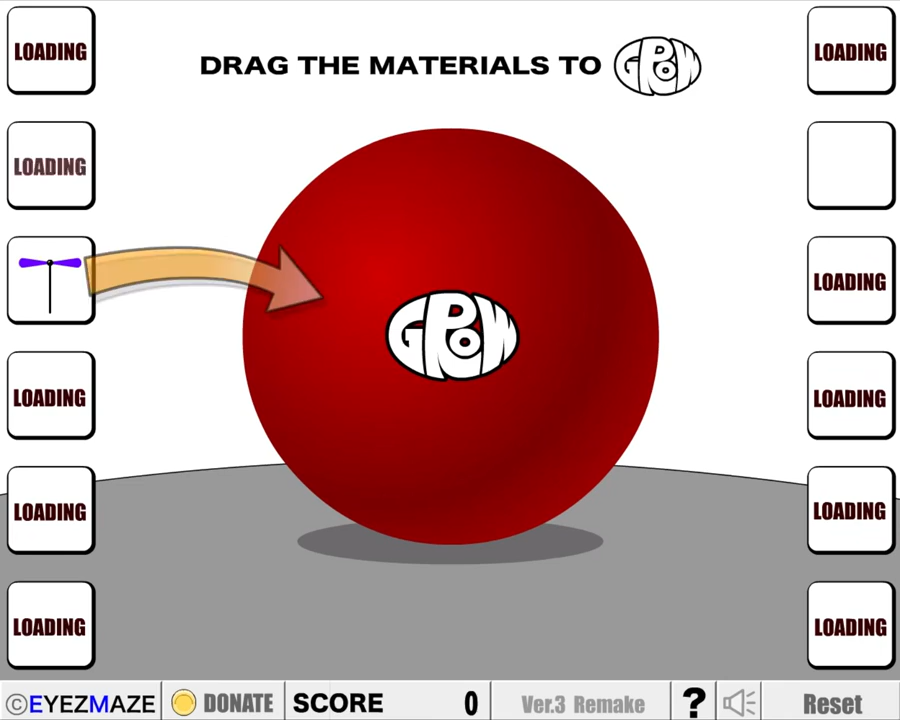 LOADING
LOADING
DRAG THE MATERIALS TO GROW
LOADING
LOADING
LOADING
GROW
LOADING
LOADING
LOADING
LOADING
LOADING
LOADING
©EYEZMAZE
DONATE
SCORE 0
Ver.3 Remake
?
Reset